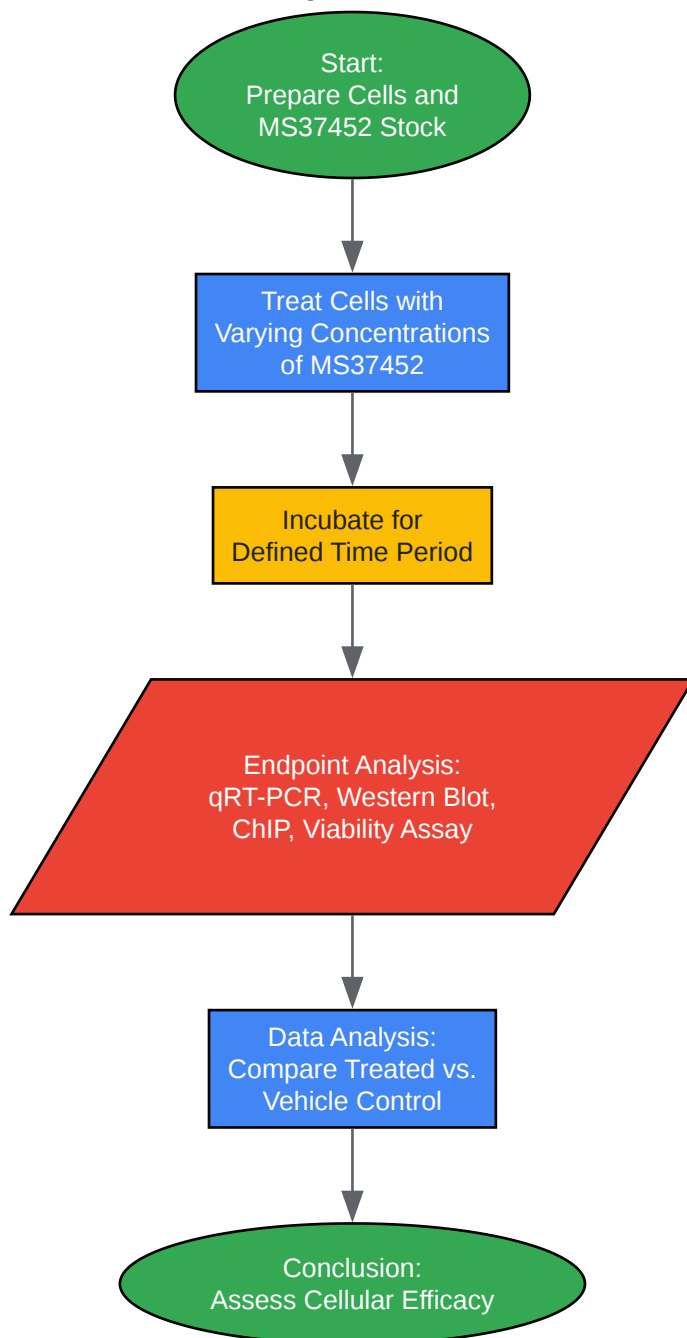 Start:
Prepare Cells and
MS37452 Stock
Treat Cells with
Varying Concentrations
of MS37452
Incubate for
Defined Time Period
Endpoint Analysis:
qRT-PCR, Western Blot,
ChIP, Viability Assay
Data Analysis:
Compare Treated vs.
Vehicle Control
Conclusion:
Assess Cellular Efficacy